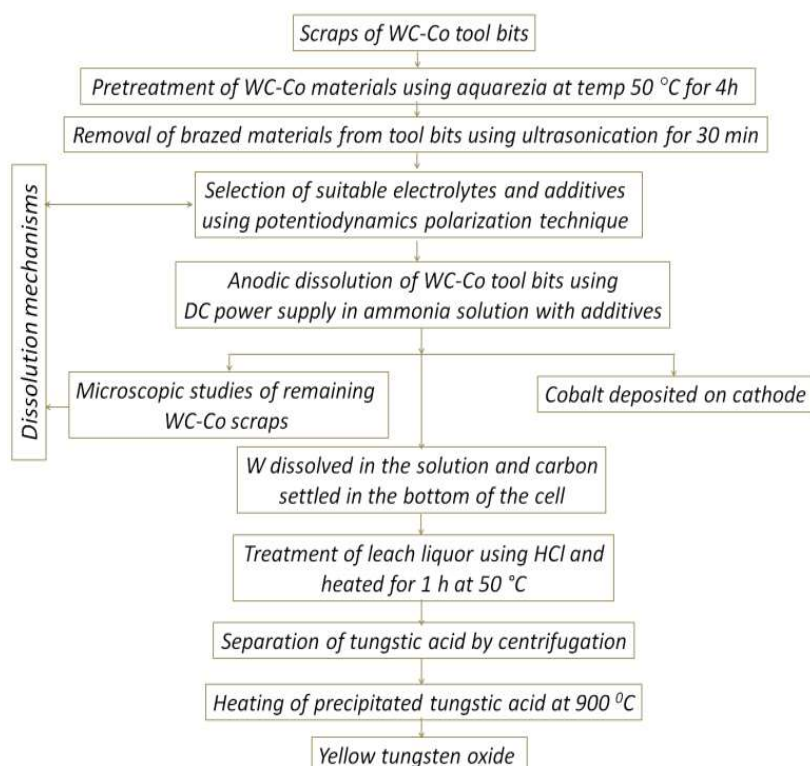 Scraps of WC-Co tool bits
Pretreatment of WC-Co materials using aquarezia at temp 50 °C for 4h
Removal of brazed materials from tool bits using ultrasonication for 30 min
Dissolution mechanisms
Selection of suitable electrolytes and additives
using potentiodynamics polarization technique
Anodic dissolution of WC-Co tool bits using
DC power supply in ammonia solution with additives
Microscopic studies of remaining
WC-Co scraps
Cobalt deposited on cathode
W dissolved in the solution and carbon
settled in the bottom of the cell
Treatment of leach liquor using HCl and
heated for 1 h at 50 °C
Separation of tungstic acid by centrifugation
Heating of precipitated tungstic acid at 900 ⁰C
Yellow tungsten oxide